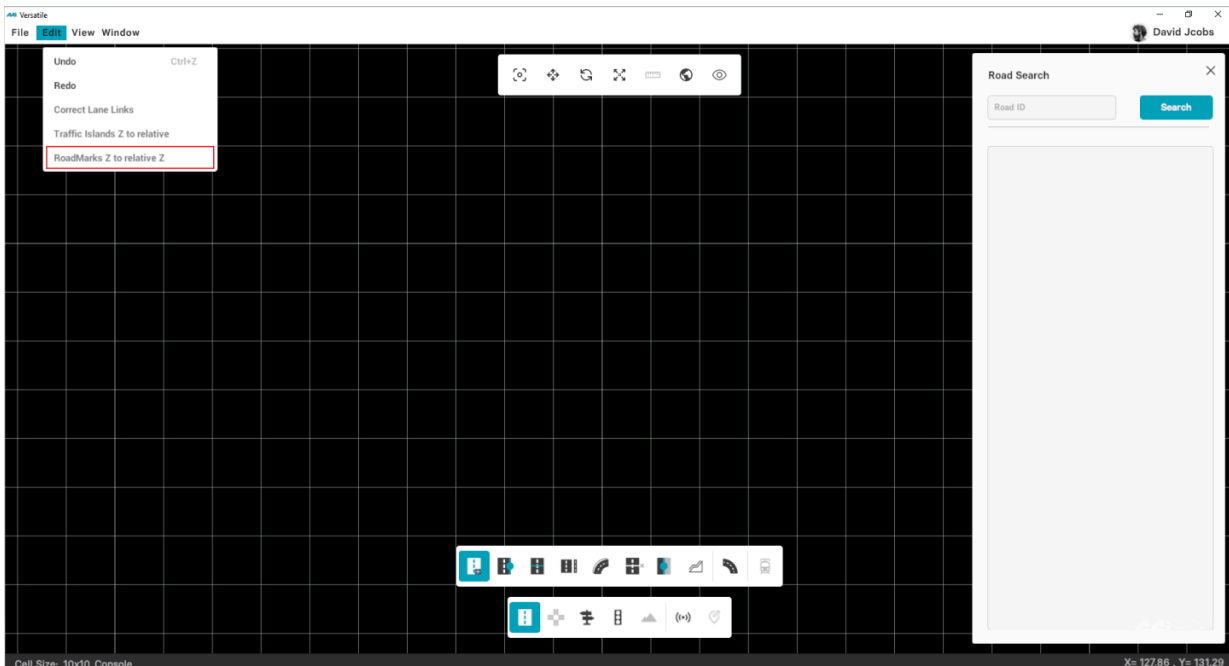 Versatile
File Edit View Window
David Jcobs
Undo Ctrl+Z
Redo
Correct Lane Links
Traffic Islands Z to relative
RoadMarks Z to relative Z
Road Search
Road ID
Search
Cell Size: 10x10 Console
X= 127.86 , Y= 131.29